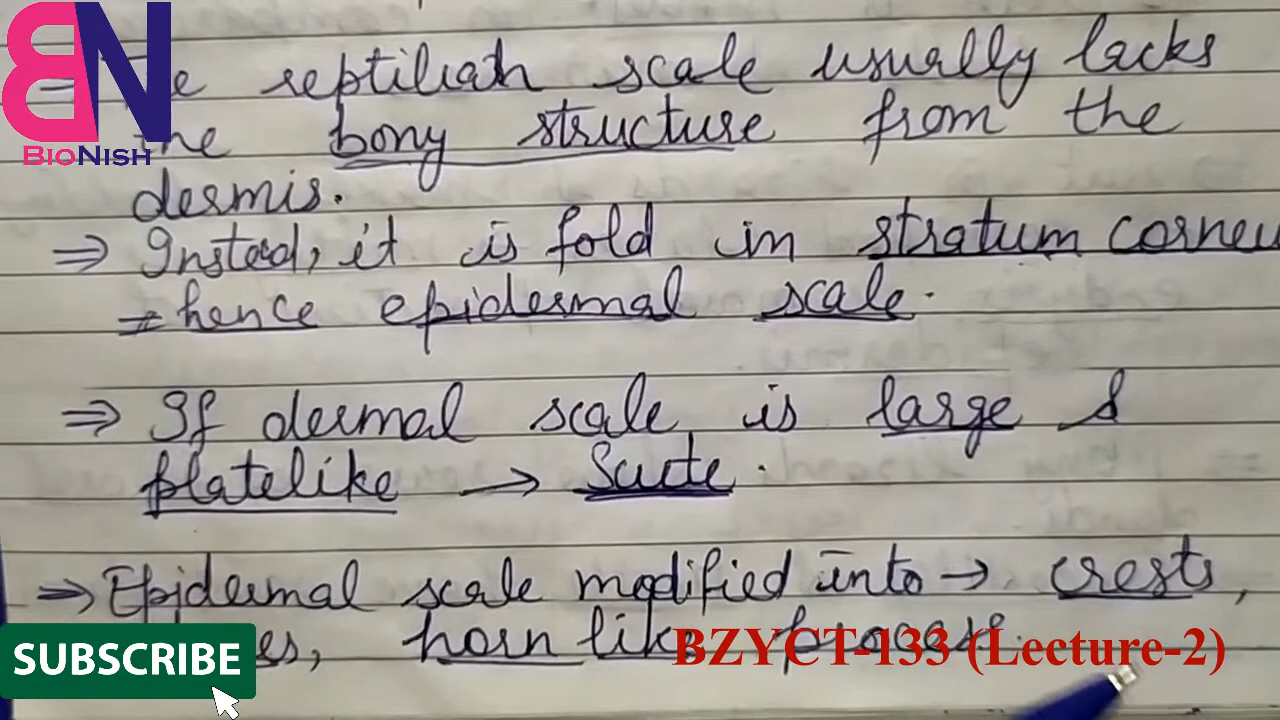 BN
BIONISH
The reptilian scale usually lacks
the bony structure from the
dermis.
⇒ Instead, it is fold in stratum corneu
⇒ hence epidermal scale.
⇒ If dermal scale is large &
platelike → Scute.
⇒ Epidermal scale modified into → crests,
horn like process.
BZYCT-133 (Lecture-2)
SUBSCRIBE